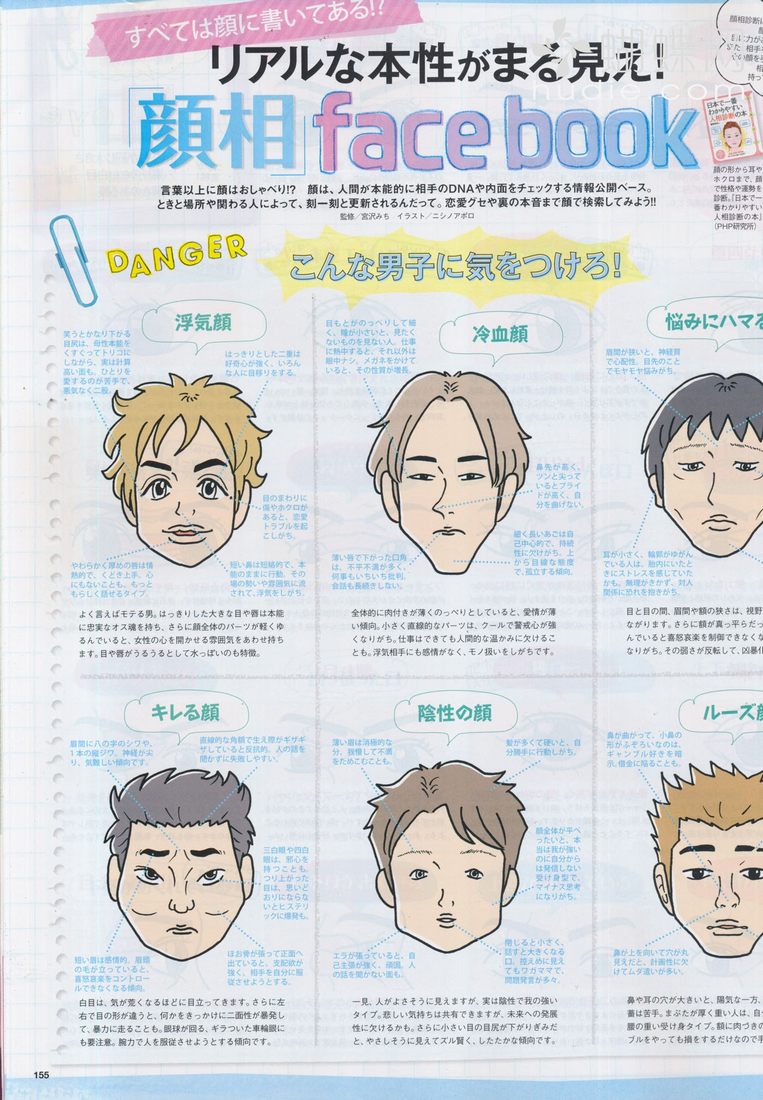 すべては顔に書いてある!?
リアルな本性がまる見え!
「顔相」face book
言葉以上に顔はおしゃべり!? 顔は、人間が本能的に相手のDNAや内面をチェックする情報公開ベース。
ときと場所や関わる人によって、刻一刻と更新されるんだって。恋愛グセや裏の本音まで顔で検索してみよう!!
監修/宮沢みち イラスト/ニシノアポロ
顔相診断に
日本で一番
わかりやすい
人相診断の本
顔の形から耳や
ホクロまで、顔
で性格や運勢を
診断。『日本で一
番わかりやすい
人相診断の本』
(PHP研究所)
DANGER
こんな男子に気をつけろ!
浮気顔
笑うとかなり下がる
目尻は、母性本能を
くすぐってトリコに
しながら、実は計算
高い面も。ひとりを
愛するのが苦手で、
悪気なく二股。
はっきりとした二重は
好奇心が強く、いろん
な人に目移りをする。
目のまわりに
傷やホクロが
あると、恋愛
トラブルを起
こしがち。
やわらかく厚めの唇は情
熱的で、くどき上手。心
にもないことも、もっと
もらしく話せるタイプ。
短い鼻は短絡的で、本
能のままに行動。その
場の勢いや雰囲気に流
されて、浮気をしがち。
よく言えばモテる男。はっきりした大きな目や唇は本能
に忠実なオス魂を持ち、さらに顔全体のパーツが軽くゆ
るんでいると、女性の心を開かせる雰囲気をあわせ持ち
ます。目や唇がうるうるとして水っぽいのも特徴。
冷血顔
目もとがのっぺりして細
く、瞳が小さいと、見たく
ないものを見ない人。仕事
に熱中すると、それ以外は
眼中ナシ。メガネをかけて
いると、その性質が増長。
鼻先が高く、
ツンと尖って
いるとプライ
ドが高く、自
分を曲げない。
薄い唇で下がった口角
は、不平不満が多く、
何事もいちいち批判。
会話も長続きしない。
細く長いあごは自
己中心的で、持続
性に欠けがち。上
から目線な態度
で、孤立する傾向。
全体的に肉付きが薄くのっぺりとしていると、愛情が薄
い傾向。小さく直線的なパーツは、クールで警戒心が強
くなりがち。仕事はできても人間的な温かみに欠けるこ
とも。浮気相手にも感情がなく、モノ扱いをしがちです。
悩みにハマる
眉間が狭いと、神経質
で心配性。目先のこと
でモヤモヤ悩みがち。
耳が小さく、輪郭がゆがん
でいる人は、胎内にいたと
きにストレスを感じていた
かも。無理がきかず、対人
関係に恐れを抱きがち。
目と目の間、眉間や額の狭さは、視野
ながります。さらに額が真っ平らだっ
んでいると喜怒哀楽を制御できなくな
なりがち。その弱さが反転して、凶暴化
キレる顔
眉間に八の字のシワや、
1本の縦ジワ。神経が尖
り、気難しい傾向です。
直線的な角額で生え際がギザギ
ザしていると反抗的。人の話を
聞かずに失敗しやすい。
三白眼や四白
眼は、邪心を
持つことも。
つり上がった
目は、思いど
おりにならな
いとヒステリ
ックに爆発も。
短い眉は感情的。眉頭
の毛が立っていると、
喜怒哀楽をコントロー
ルできなくなる傾向。
ほお骨が張って正面へ
出ていると、支配欲が
強く、相手を自分に服
従させようとする。
白目は、気が荒くなるほどに目立ってきます。さらに左
右で目の形が違うと、何かをきっかけに二面性が暴発し
て、暴力に走ることも。眼球が回る、ギラついた車輪眼に
も要注意。腕力で人を服従させようとする傾向です。
陰性の顔
薄い眉は消極的な
分、我慢して不満
をためこむことも。
髪が多くて硬いと、自
分勝手に行動しがち。
顔全体が平べ
ったいと、本
当は我が強い
のに自分から
は発信しない
受け身型で、
マイナス思考
になりがち。
エラが張っていると、自
己主張が強く、頑固。人
の話を聞かない面も。
閉じると小さく、
話すと大きくなる
口。控えめに見え
てもワガママで、
問題発言が多々。
一見、人がよさそうに見えますが、実は陰性で我の強い
タイプ。悲しい気持ちは共有できますが、未来への発展
性に欠けるかも。さらに小さい目の目尻が下がりぎみだ
と、やさしそうに見えてズル賢く、したたかな傾向です。
ルーズ顔
鼻が曲がって、小鼻の
形がふぞろいなのは、
ギャンブル好きを暗
示。借金に陥ることも。
鼻が上を向いて穴が丸
見えだと、計画性に欠
けてムダ遣いが多い。
鼻や耳の穴が大きいと、陽気な一方、
蓄は苦手。まぶたが厚く重い人は、自
腰の重い受け身タイプ。額に肉づきの
ブルをやっても損をするだけなので手
155